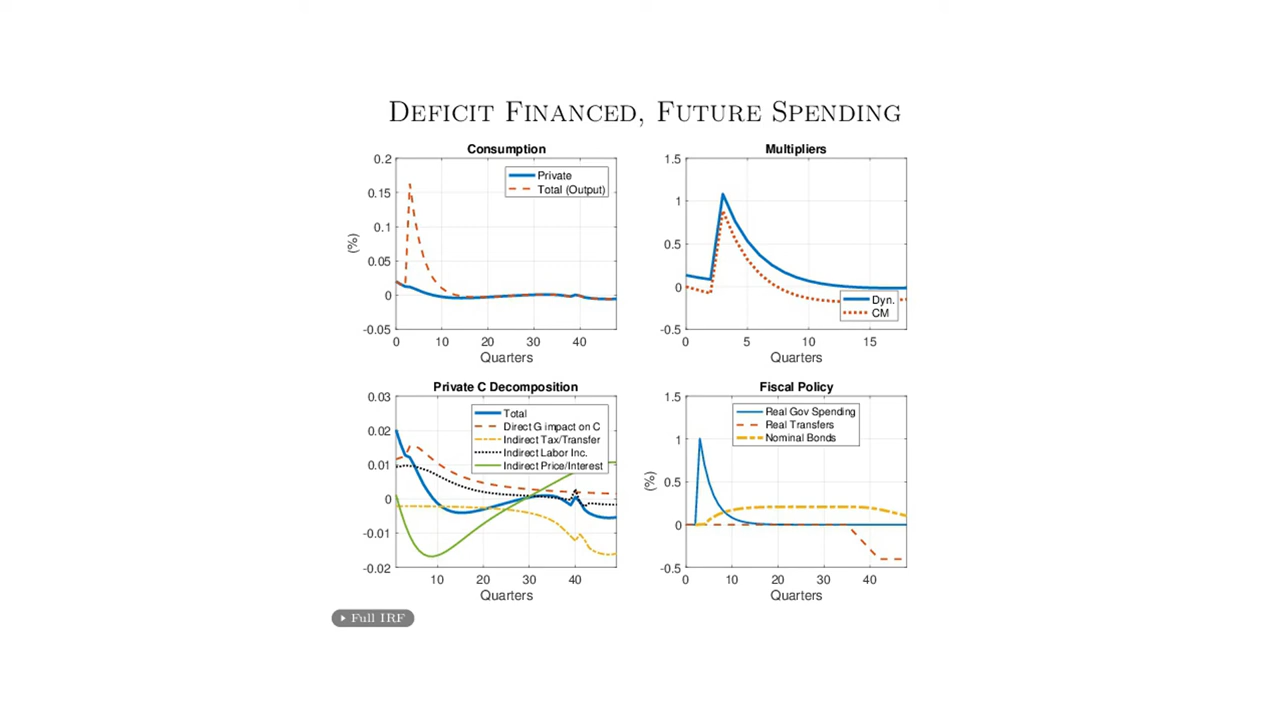 DEFICIT FINANCED, FUTURE SPENDING
Consumption
0.2
0.15
0.1
0.05
0
-0.05
(%)
Private
Total (Output)
0 10 20 30 40
Quarters
Multipliers
1.5
1
0.5
0
-0.5
Dyn.
CM
0 5 10 15
Quarters
Private C Decomposition
0.03
0.02
0.01
0
-0.01
-0.02
Total
Direct G impact on C
Indirect Tax/Transfer
Indirect Labor Inc.
Indirect Price/Interest
10 20 30 40
Quarters
Fiscal Policy
1.5
1
0.5
0
-0.5
(%)
Real Gov Spending
Real Transfers
Nominal Bonds
0 10 20 30 40
Quarters
Full IRF